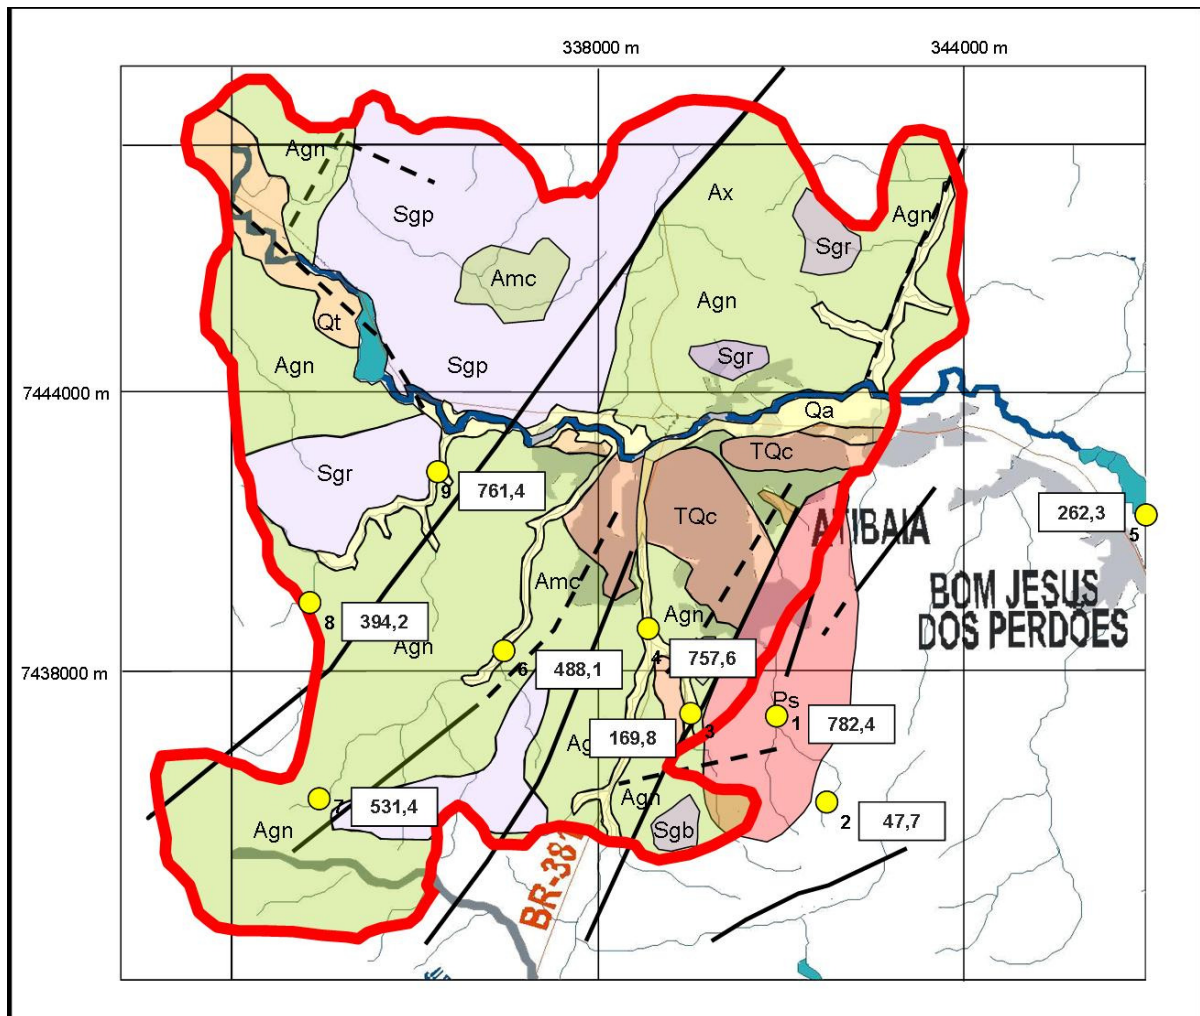 338000 m
344000 m
Agn
Ax
Sgp
Agn
Sgr
Amc
Agn
Qt
Sgr
Agn
Sgp
7444000 m
Qa
TQc
Sgr
9
761,4
TQc
262,3
5
ATIBAIA
Amc
BOM JESUS
DOS PERDÕES
8
394,2
Agn
Agn
6
488,1
4
757,6
7438000 m
Ps
1
782,4
169,8
3
Ag
7
531,4
Agn
Agn
Sgb
2
47,7
BR-381